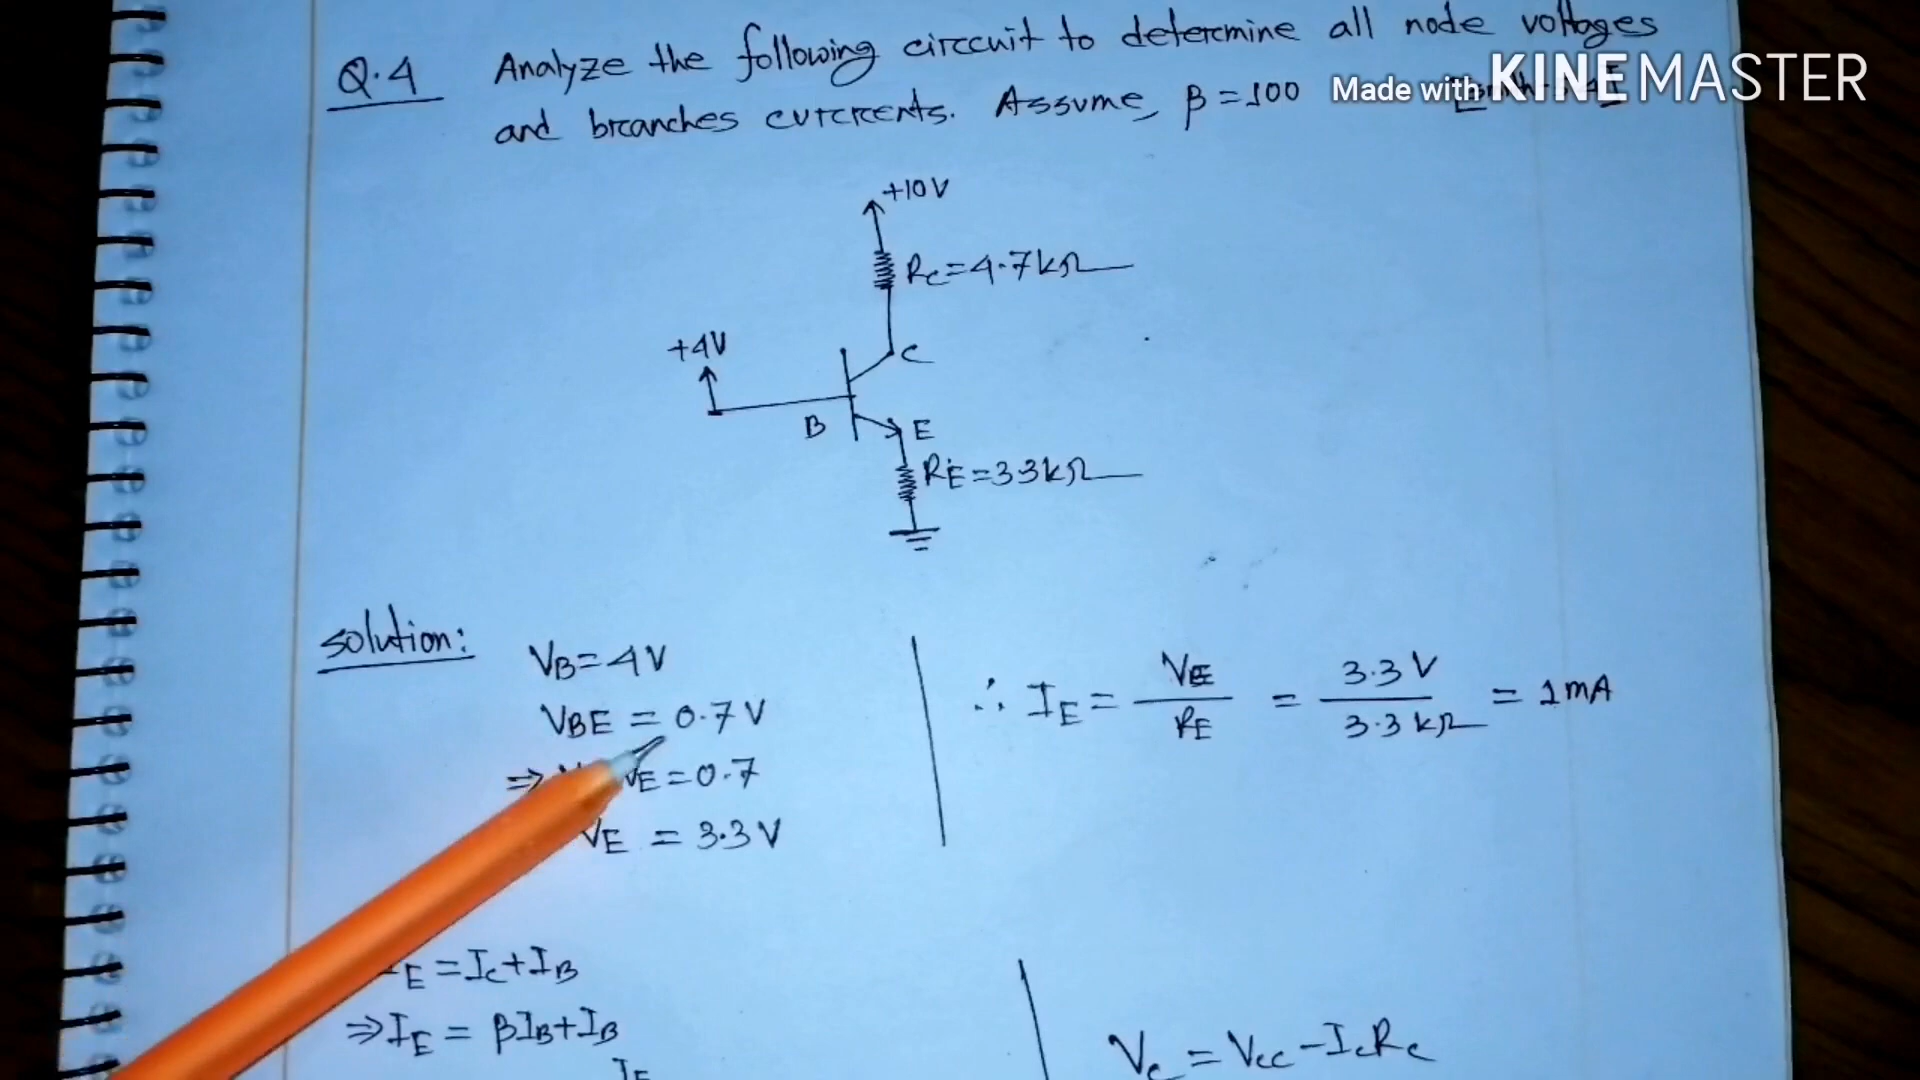 Q.4 Analyze the following circuit to determine all node voltages
and branches currents. Assume, β=100
Made with KINEMASTER
+10V
Rc=4.7kΩ
+4V
C
B
E
RE=3.3kΩ
solution:
VB=4V
VBE = 0.7V
⇒ VE=0.7
VE = 3.3V
∴ IE = VE / RE = 3.3V / 3.3kΩ = 1mA
E = Ic+IB
⇒ IE = βIB+IB
IE
Vc = Vcc-IcRc